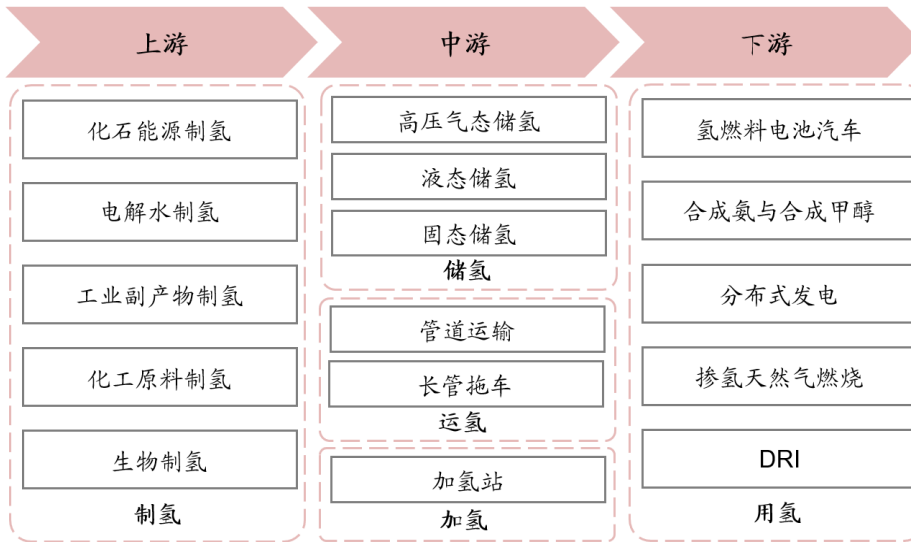 上游
中游
下游
化石能源制氢
电解水制氢
工业副产物制氢
化工原料制氢
生物制氢
制氢
高压气态储氢
液态储氢
固态储氢
储氢
管道运输
长管拖车
运氢
加氢站
加氢
氢燃料电池汽车
合成氨与合成甲醇
分布式发电
掺氢天然气燃烧
DRI
用氢